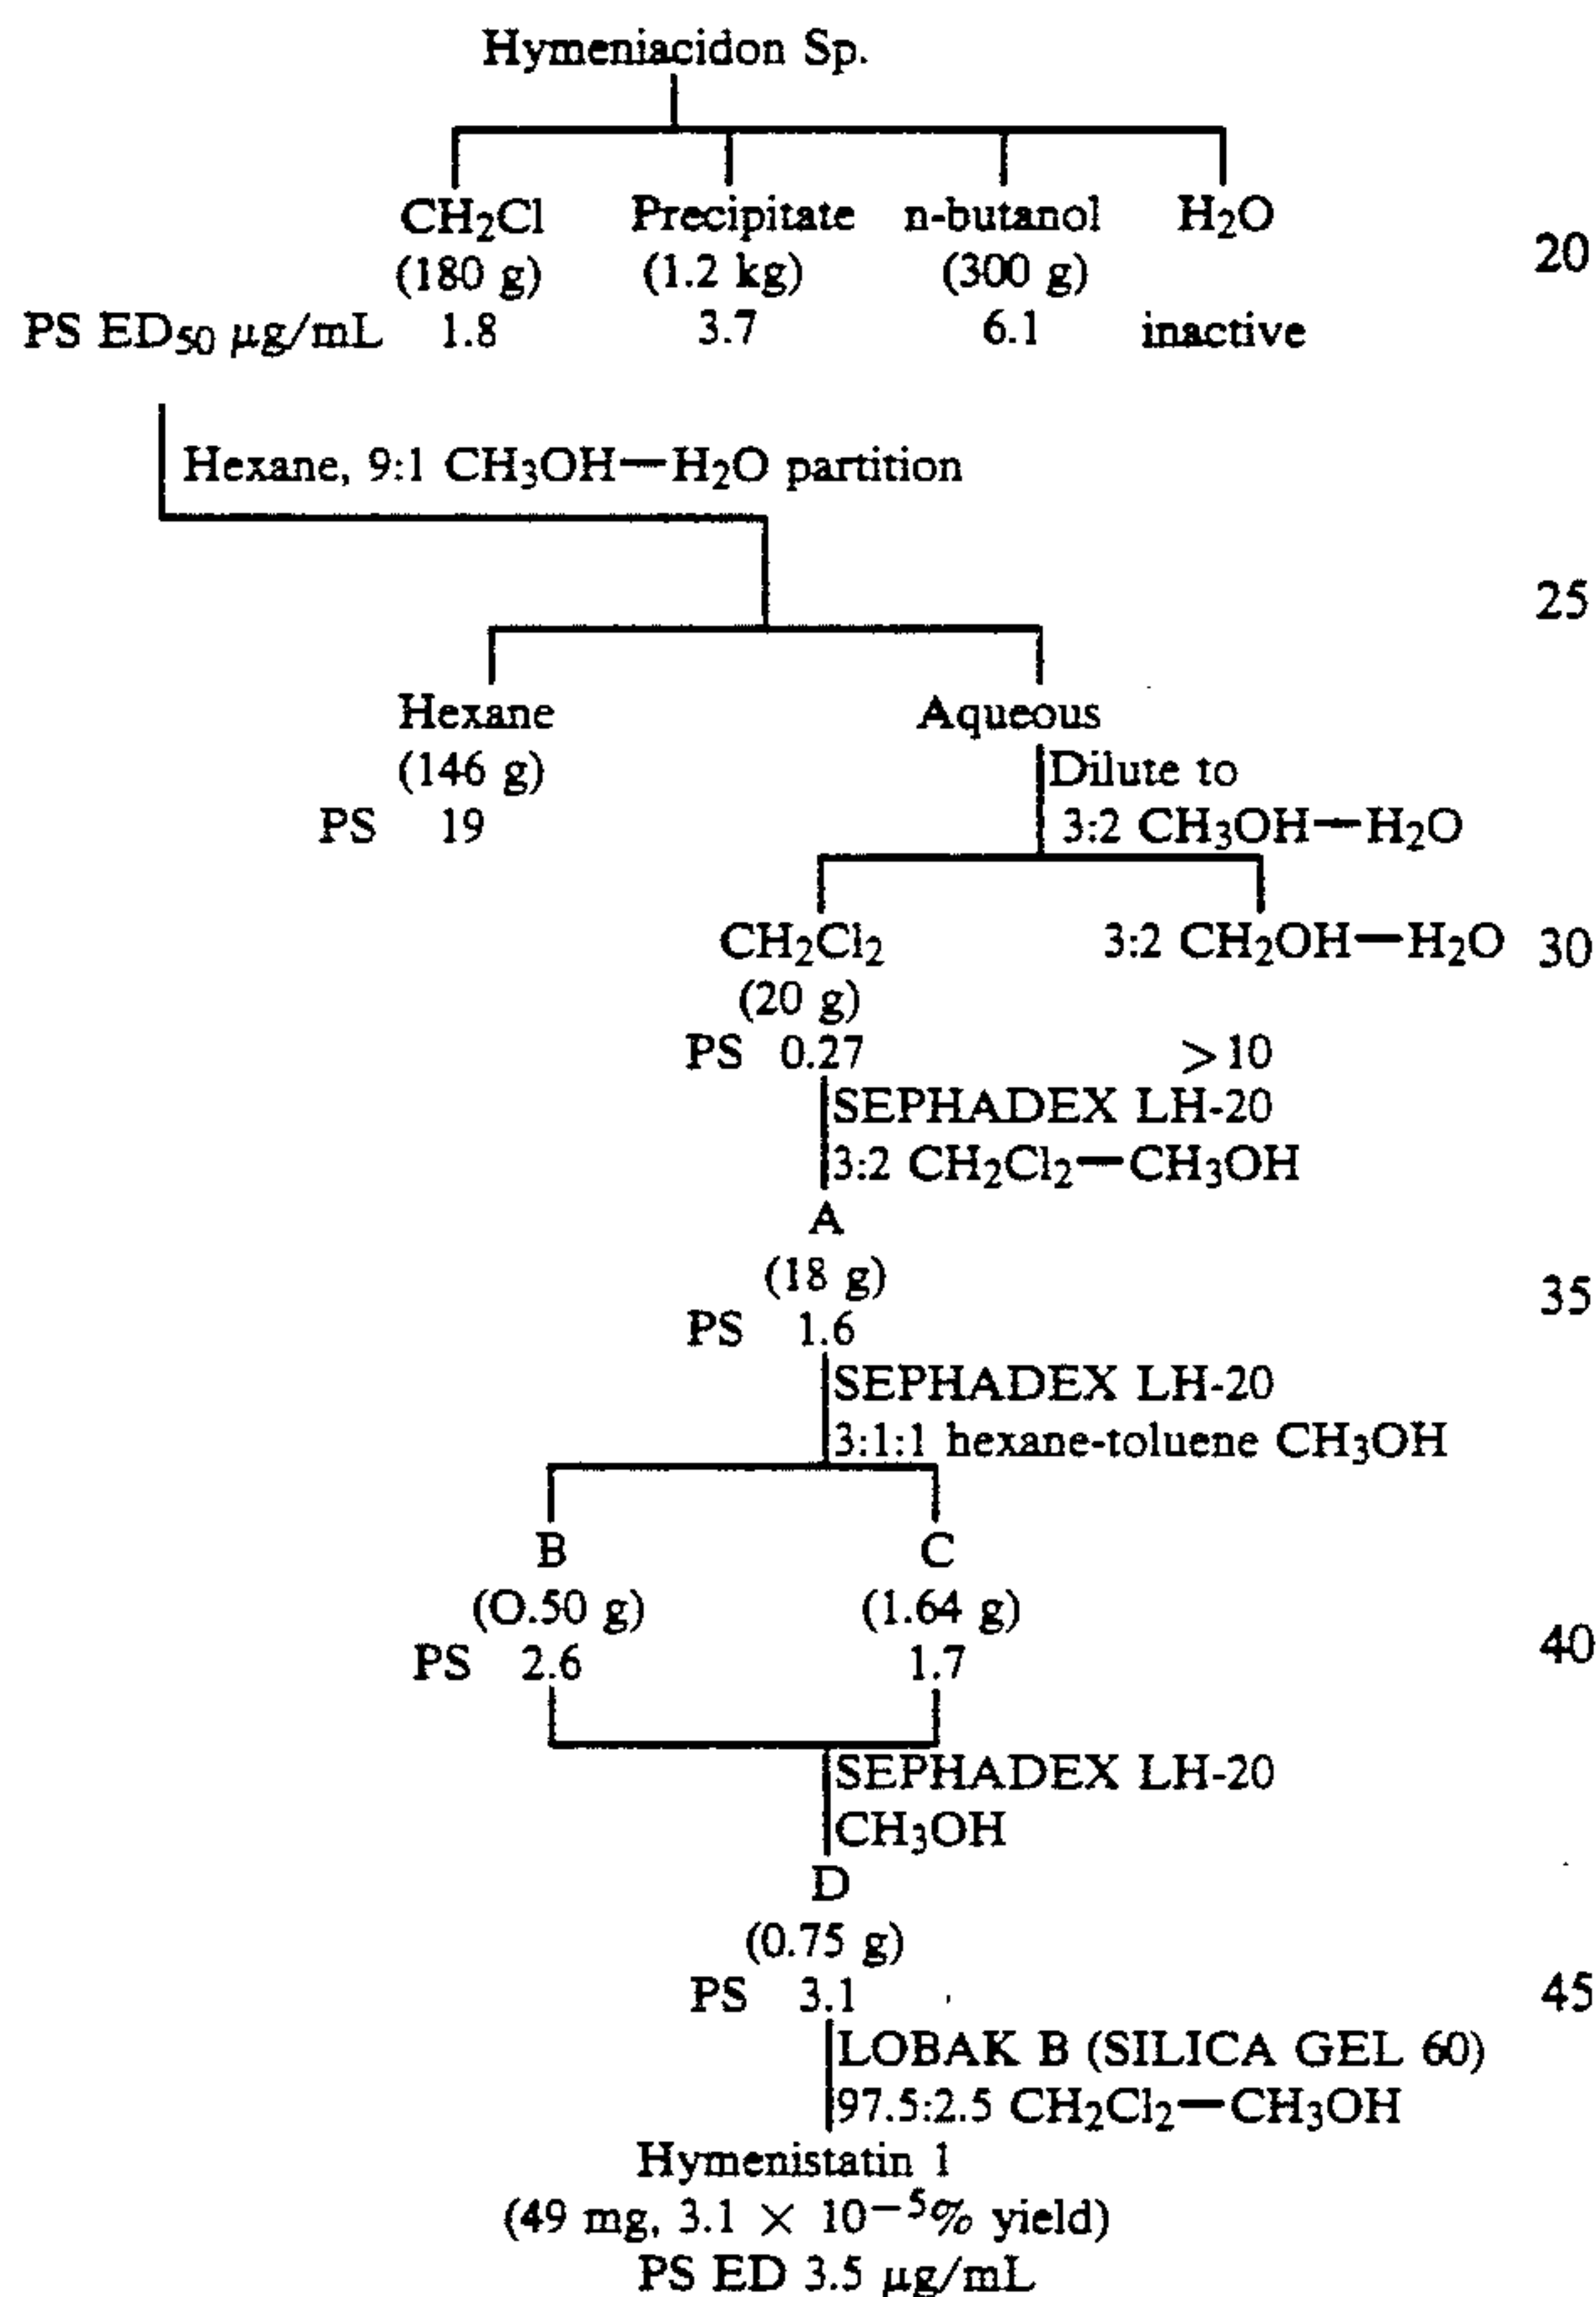 Hymeniacidon Sp.
CH₂Cl Precipitate n-butanol H₂O
20
(180 g) (1.2 kg) (300 g)
PS ED₅₀ μg/mL 1.8 3.7 6.1 inactive
Hexane, 9:1 CH₃OH—H₂O partition
25
Hexane Aqueous
(146 g) Dilute to
PS 19 3:2 CH₃OH—H₂O
CH₂Cl₂ 3:2 CH₂OH—H₂O 30
(20 g)
PS 0.27 >10
SEPHADEX LH-20
3:2 CH₂Cl₂—CH₃OH
A
(18 g) 35
PS 1.6
SEPHADEX LH-20
3:1:1 hexane-toluene CH₃OH
B C
(O.50 g) (1.64 g)
PS 2.6 1.7 40
SEPHADEX LH-20
CH₃OH
D
(0.75 g)
PS 3.1 45
LOBAK B (SILICA GEL 60)
97.5:2.5 CH₂Cl₂—CH₃OH
Hymenistatin 1
(49 mg, 3.1 × 10⁻⁵% yield)
PS ED 3.5 μg/mL